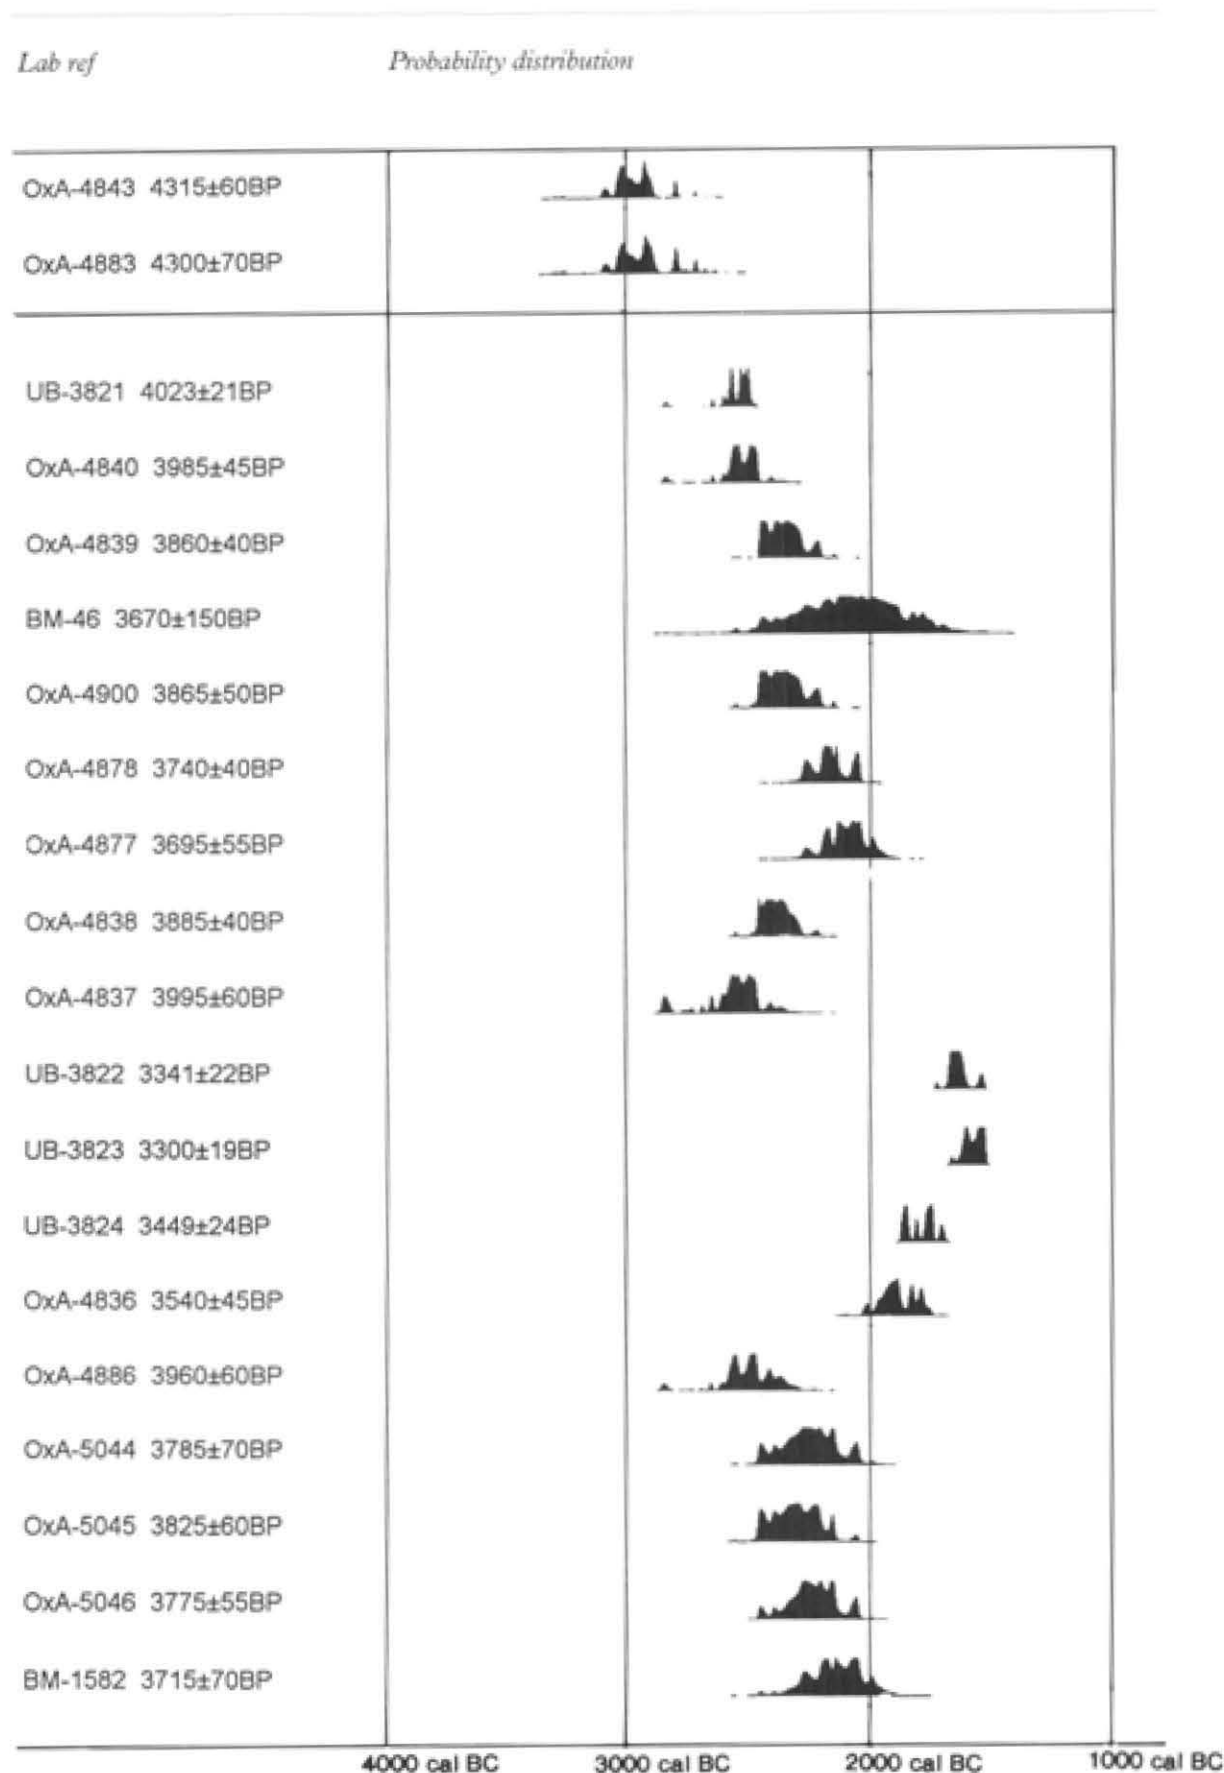 Lab ref Probability distribution
OxA-4843 4315±60BP
OxA-4883 4300±70BP
UB-3821 4023±21BP
OxA-4840 3985±45BP
OxA-4839 3860±40BP
BM-46 3670±150BP
OxA-4900 3865±50BP
OxA-4878 3740±40BP
OxA-4877 3695±55BP
OxA-4838 3885±40BP
OxA-4837 3995±60BP
UB-3822 3341±22BP
UB-3823 3300±19BP
UB-3824 3449±24BP
OxA-4836 3540±45BP
OxA-4886 3960±60BP
OxA-5044 3785±70BP
OxA-5045 3825±60BP
OxA-5046 3775±55BP
BM-1582 3715±70BP
4000 cal BC 3000 cal BC 2000 cal BC 1000 cal BC